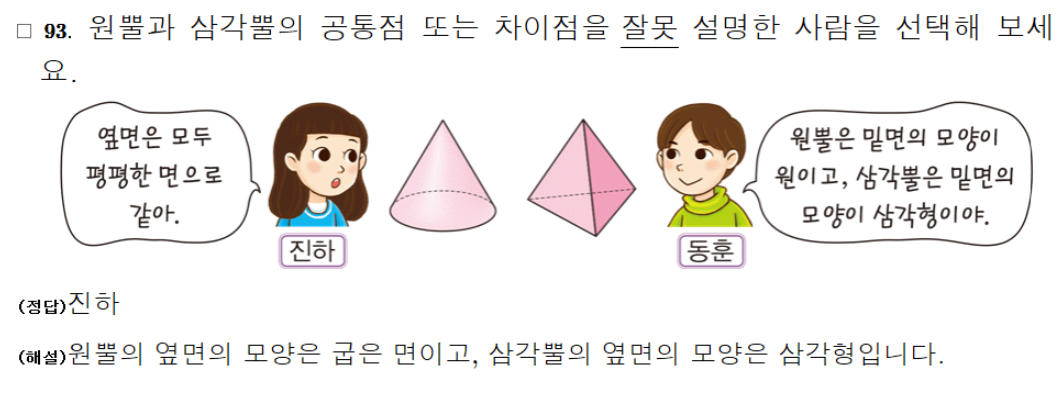 □ 93. 원뿔과 삼각뿔의 공통점 또는 차이점을 잘못 설명한 사람을 선택해 보세
요.
옆면은 모두
평평한 면으로
같아.
진하
원뿔은 밑면의 모양이
원이고, 삼각뿔은 밑면의
모양이 삼각형이야.
동훈
(정답)진하
(해설)원뿔의 옆면의 모양은 굽은 면이고, 삼각뿔의 옆면의 모양은 삼각형입니다.